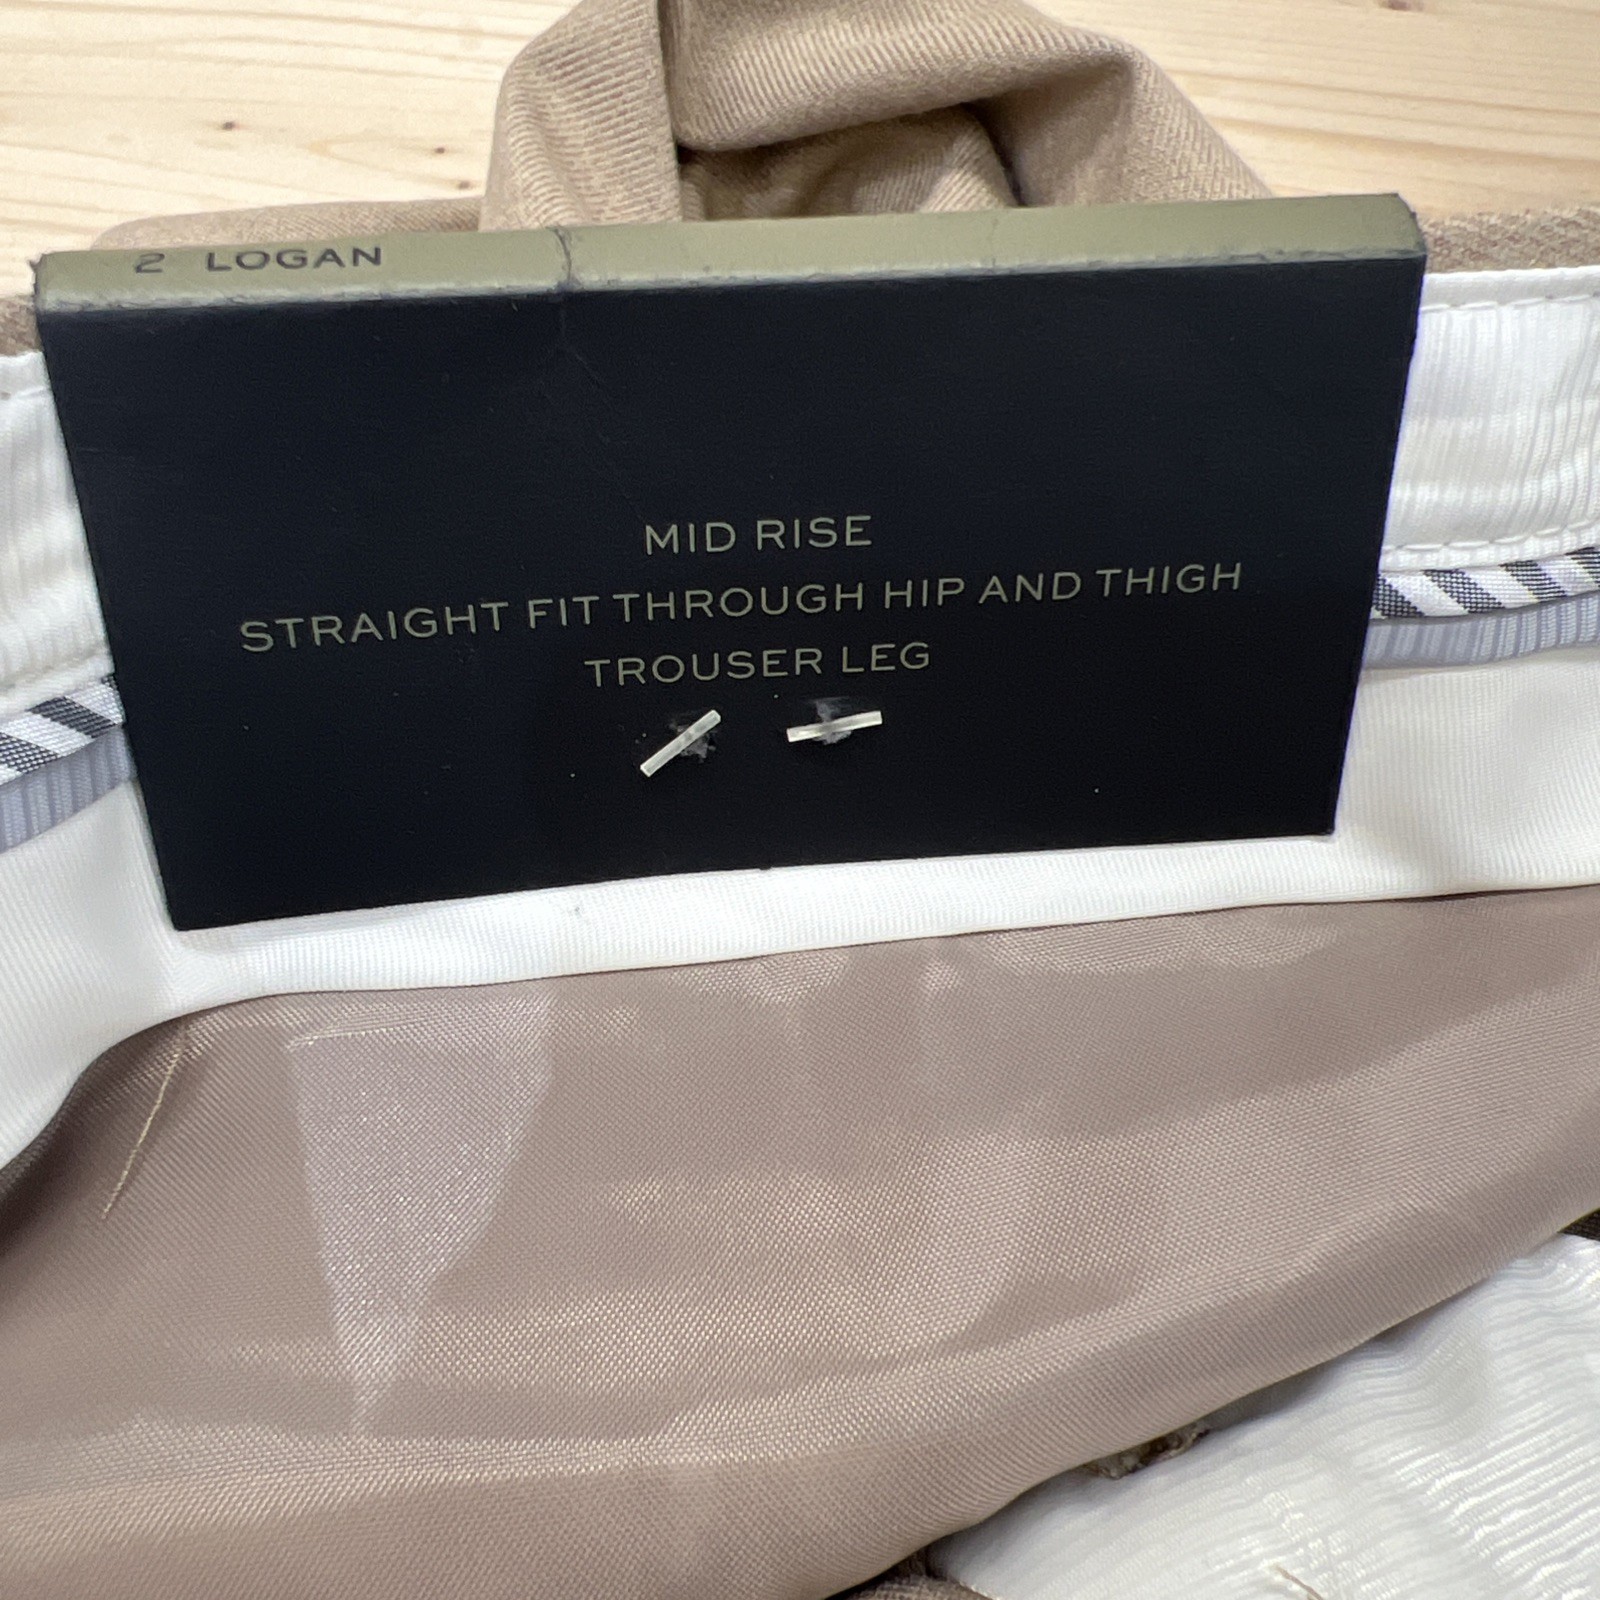 2 LOGAN
MID RISE
STRAIGHT FIT THROUGH HIP AND THIGH
TROUSER LEG